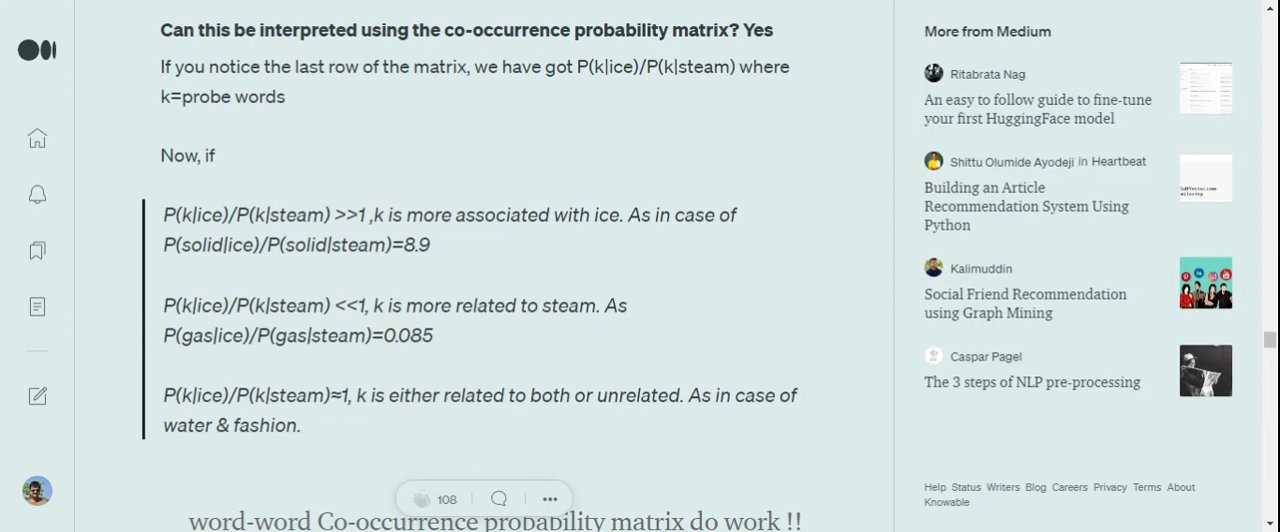 Can this be interpreted using the co-occurrence probability matrix? Yes
If you notice the last row of the matrix, we have got P(k|ice)/P(k|steam) where
k=probe words
Now, if
P(k|ice)/P(k|steam) >>1 ,k is more associated with ice. As in case of
P(solid|ice)/P(solid|steam)=8.9
P(k|ice)/P(k|steam) <<1, k is more related to steam. As
P(gas|ice)/P(gas|steam)=0.085
P(k|ice)/P(k|steam)≈1, k is either related to both or unrelated. As in case of
water & fashion.
108
word-word Co-occurrence probability matrix do work !!
More from Medium
Ritabrata Nag
An easy to follow guide to fine-tune
your first HuggingFace model
Shittu Olumide Ayodeji in Heartbeat
Building an Article
Recommendation System Using
Python
Kalimuddin
Social Friend Recommendation
using Graph Mining
Caspar Pagel
The 3 steps of NLP pre-processing
Help Status Writers Blog Careers Privacy Terms About
Knowable